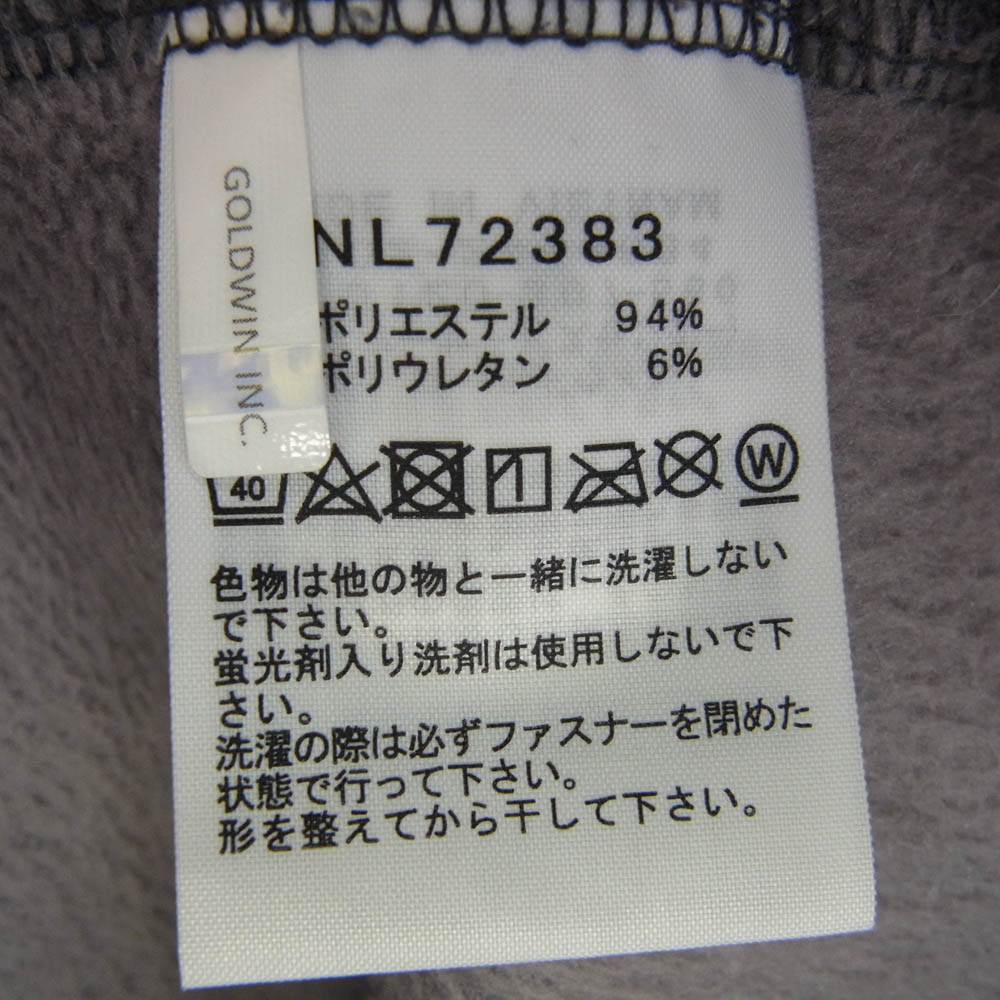 GOLDWIN INC.
NL72383
ポリエステル 94%
ポリウレタン 6%
40
W
色物は他の物と一緒に洗濯しない
で下さい。
蛍光剤入り洗剤は使用しないで下
さい。
洗濯の際は必ずファスナーを閉めた
状態で行って下さい。
形を整えてから干して下さい。